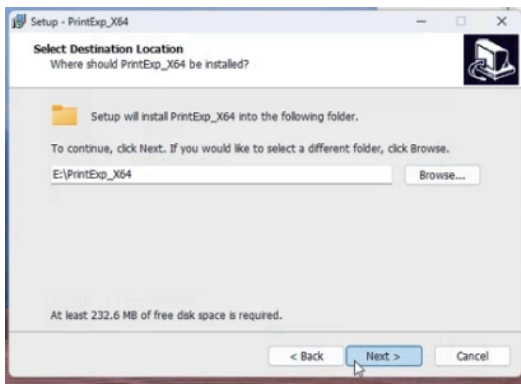 Setup - PrintExp_X64
Select Destination Location
Where should PrintExp_X64 be installed?
Setup will install PrintExp_X64 into the following folder.
To continue, click Next. If you would like to select a different folder, click Browse.
E:\PrintExp_X64
Browse...
At least 232.6 MB of free disk space is required.
< Back
Next >
Cancel